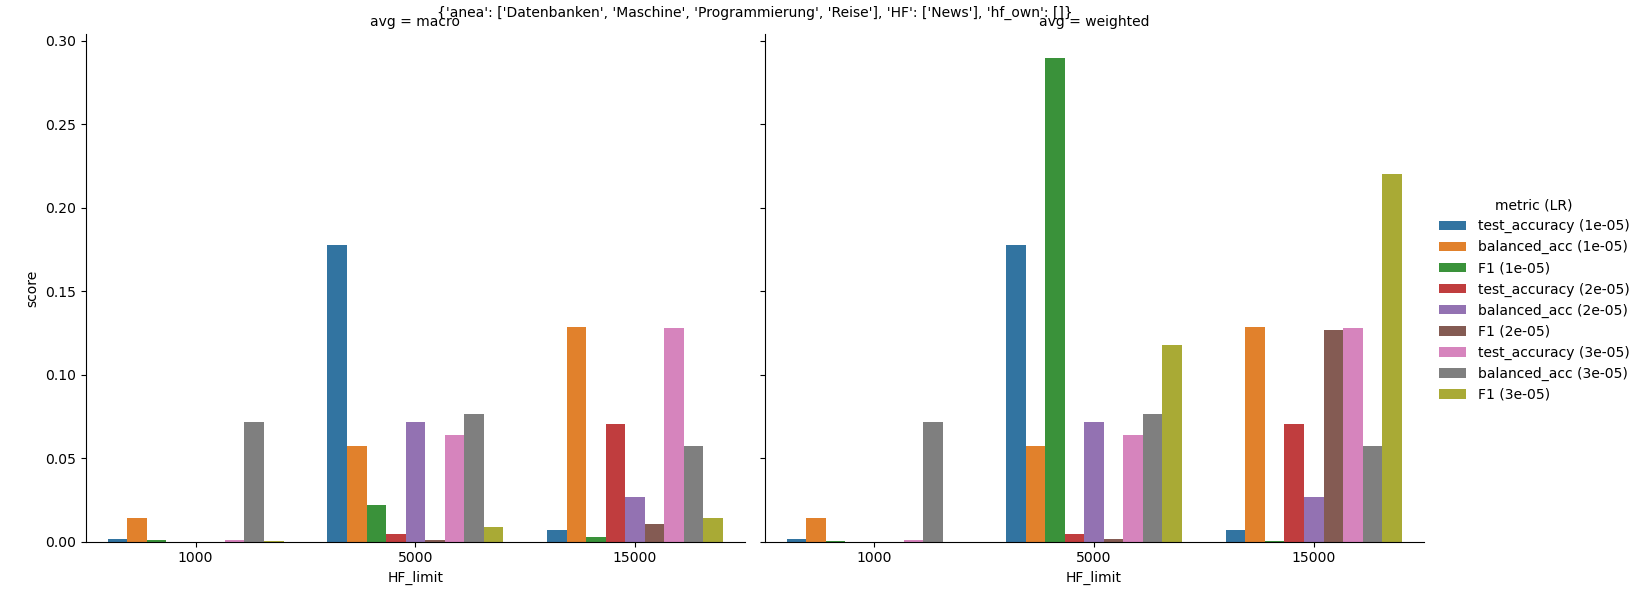 {'anea': ['Datenbanken', 'Maschine', 'Programmierung', 'Reise'], 'HF': ['News'], 'hf_own': []}
avg = macro
avg = weighted
0.30
0.25
0.20
0.15
0.10
0.05
0.00
score
1000
5000
15000
HF_limit
1000
5000
15000
HF_limit
metric (LR)
test_accuracy (1e-05)
balanced_acc (1e-05)
F1 (1e-05)
test_accuracy (2e-05)
balanced_acc (2e-05)
F1 (2e-05)
test_accuracy (3e-05)
balanced_acc (3e-05)
F1 (3e-05)